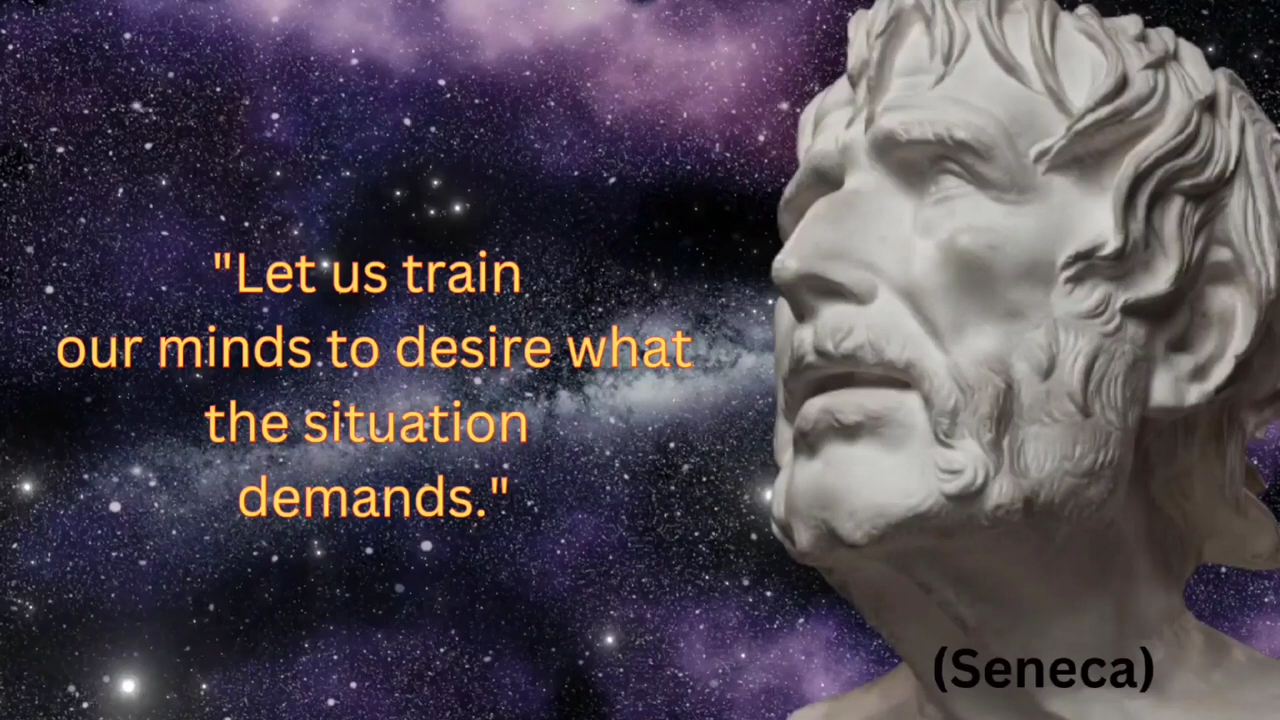 "Let us train
our minds to desire what
the situation
demands."
(Seneca)